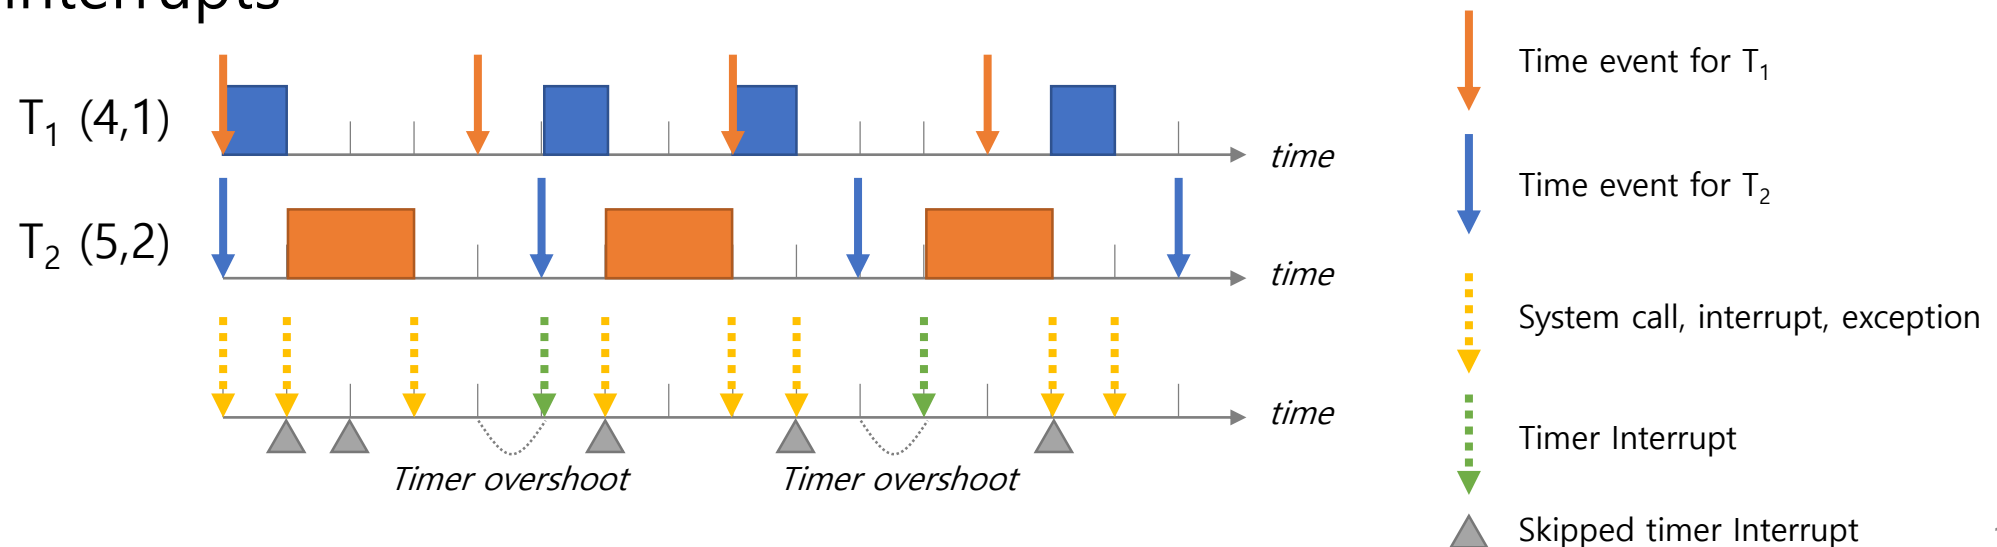 interrupts
T₁ (4,1)
time
T₂ (5,2)
time
time
Timer overshoot
Timer overshoot
Time event for T₁
Time event for T₂
System call, interrupt, exception
Timer Interrupt
Skipped timer Interrupt